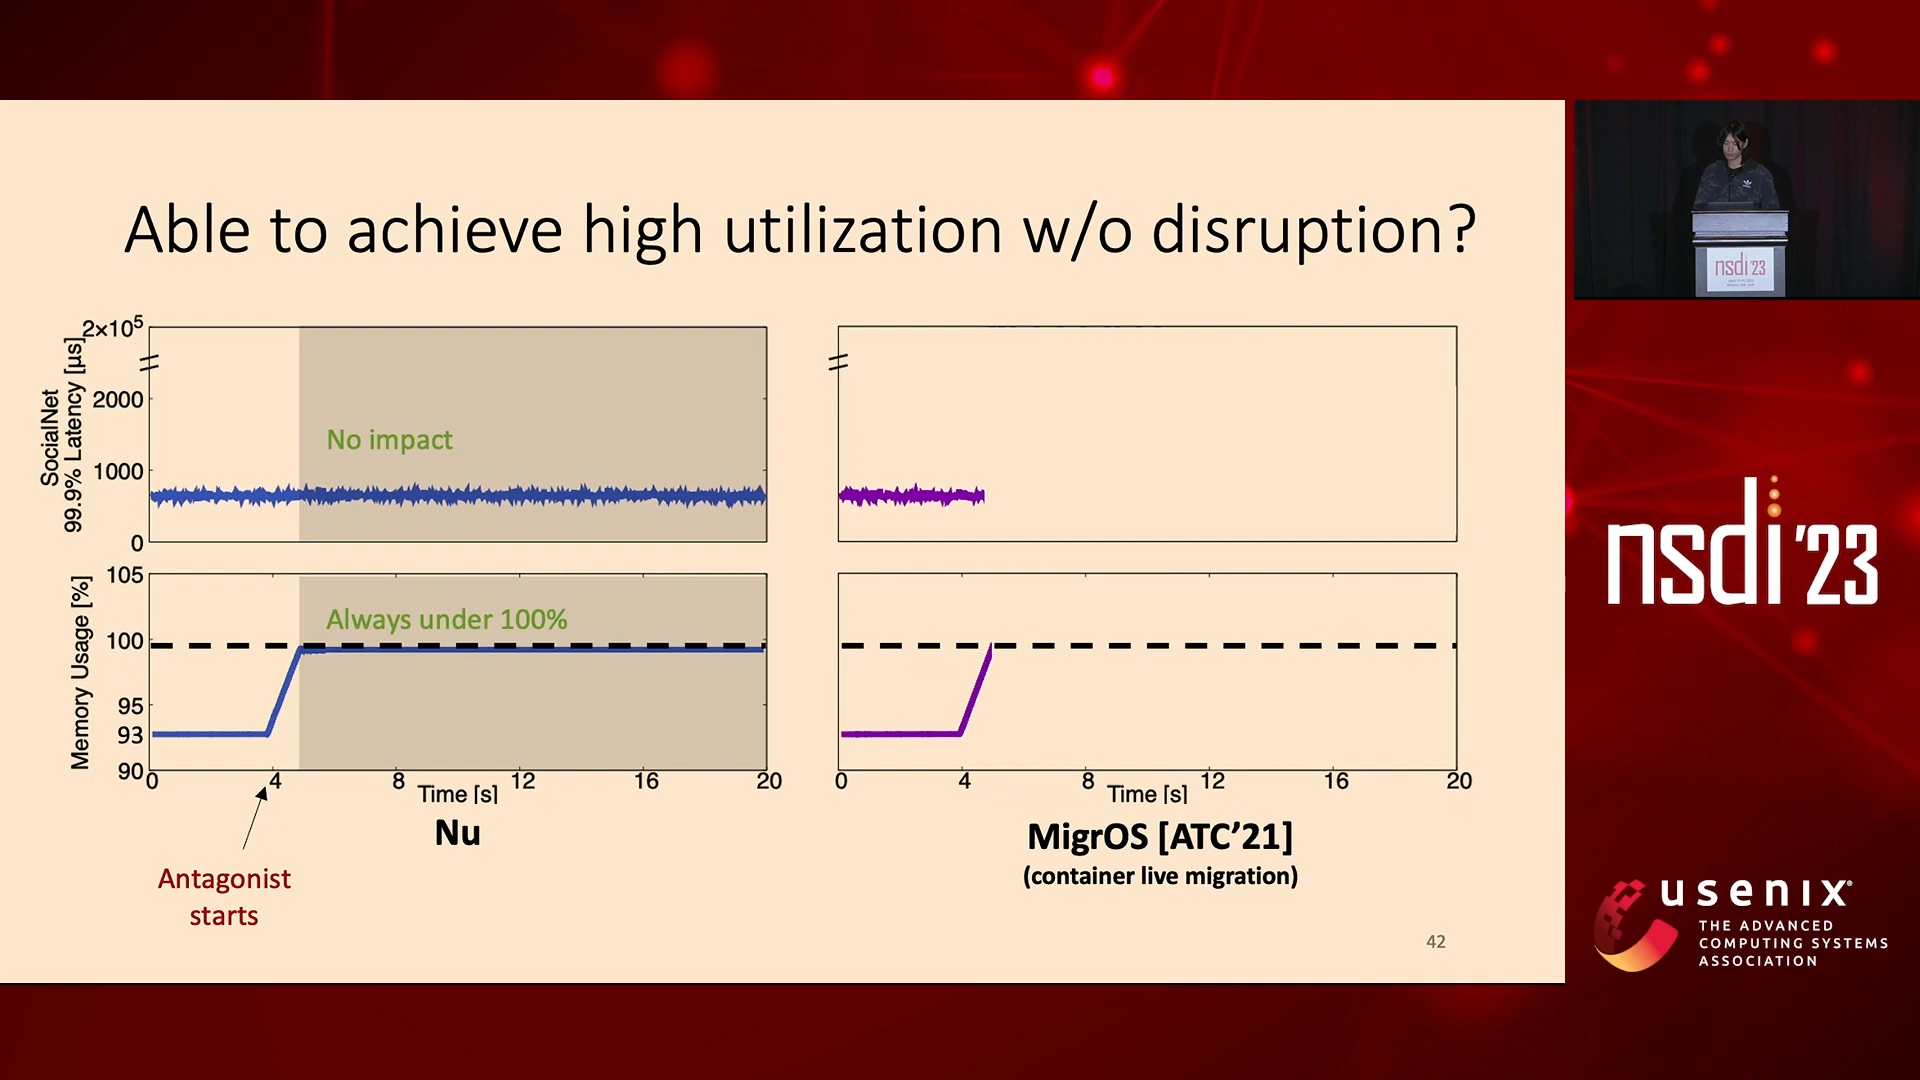 Able to achieve high utilization w/o disruption?
SocialNet
99.9% Latency [µs]
2×10⁵
2000
1000
0
No impact
Memory Usage [%]
105
100
95
93
90
Always under 100%
0 4 8 12 16 20
Time [s]
Nu
Antagonist
starts
0 4 8 12 16 20
Time [s]
MigrOS [ATC’21]
(container live migration)
42
nsdi '23
nsdi '23
usenix
THE ADVANCED
COMPUTING SYSTEMS
ASSOCIATION